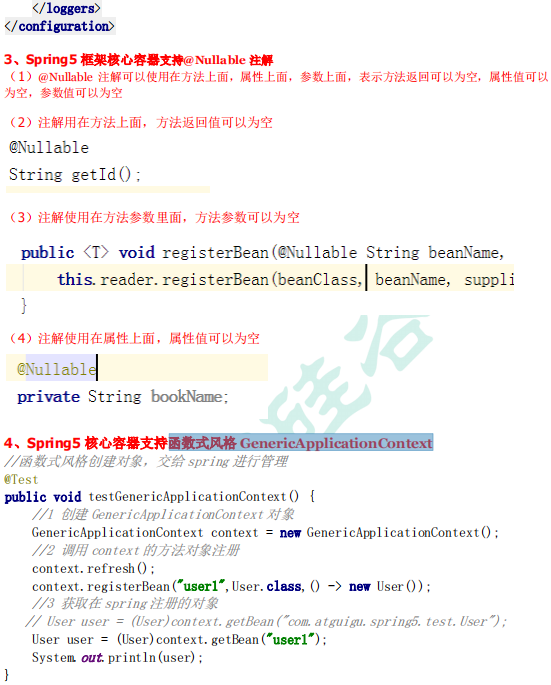 </loggers>
</configuration>
3、Spring5 框架核心容器支持@Nullable 注解
（1）@Nullable 注解可以使用在方法上面，属性上面，参数上面，表示方法返回可以为空，属性值可以
为空，参数值可以为空
（2）注解用在方法上面，方法返回值可以为空
@Nullable
String getId();
（3）注解使用在方法参数里面，方法参数可以为空
public <T> void registerBean(@Nullable String beanName,
this.reader.registerBean(beanClass, beanName, suppli
}
（4）注解使用在属性上面，属性值可以为空
@Nullable
private String bookName;
4、Spring5 核心容器支持函数式风格 GenericApplicationContext
//函数式风格创建对象，交给 spring 进行管理
@Test
public void testGenericApplicationContext() {
//1 创建 GenericApplicationContext 对象
GenericApplicationContext context = new GenericApplicationContext();
//2 调用 context 的方法对象注册
context.refresh();
context.registerBean("user1",User.class,() -> new User());
//3 获取在 spring 注册的对象
// User user = (User)context.getBean("com.atguigu.spring5.test.User");
User user = (User)context.getBean("user1");
System.out.println(user);
}
硅谷